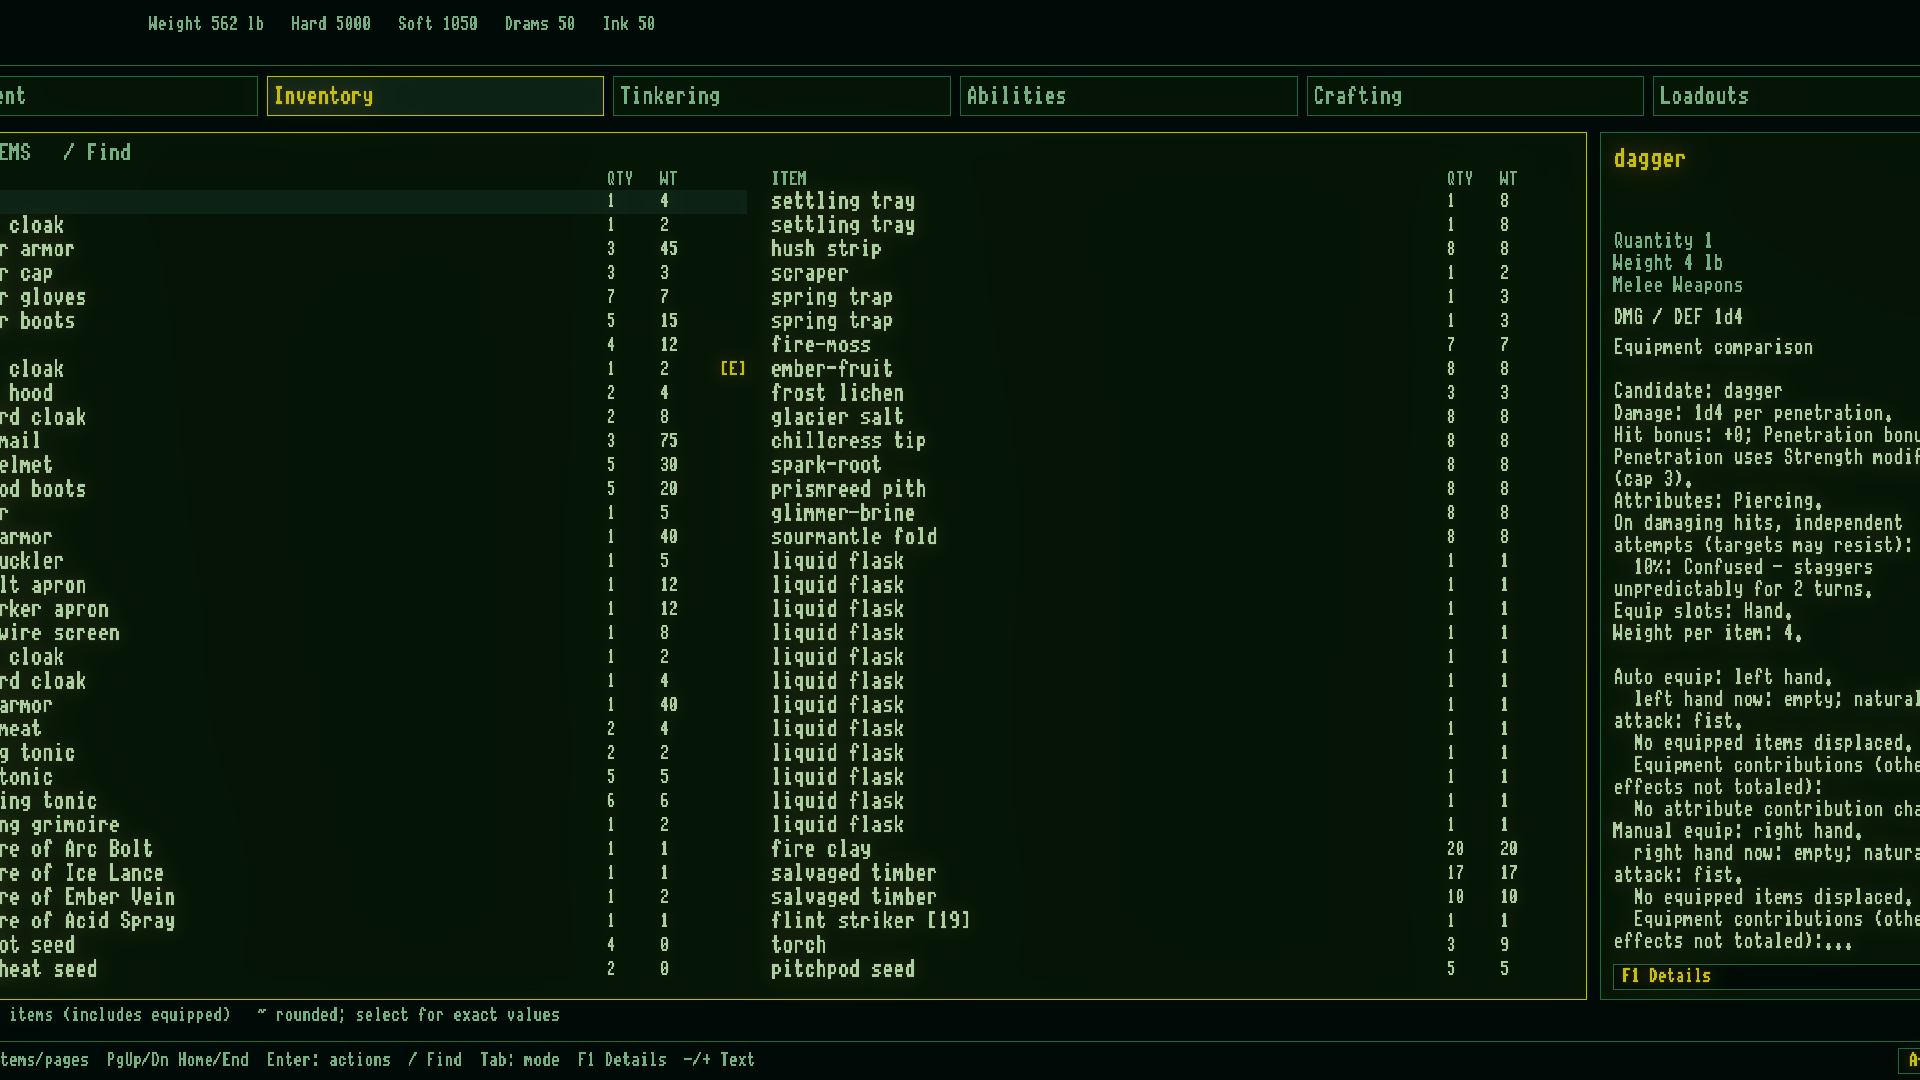 Weight 562 lb Hard 5000 Soft 1050 Drams 50 Ink 50
ent Inventory Tinkering Abilities Crafting Loadouts
EMS / Find
QTY WT ITEM QTY WT
1 4 settling tray 1 8
cloak 1 2 settling tray 1 8
r armor 3 45 hush strip 8 8
r cap 3 3 scraper 1 2
r gloves 7 7 spring trap 1 3
r boots 5 15 spring trap 1 3
4 12 fire-moss 7 7
cloak 1 2 [E] ember-fruit 8 8
hood 2 4 frost lichen 3 3
rd cloak 2 8 glacier salt 8 8
mail 3 75 chillcress tip 8 8
elmet 5 30 spark-root 8 8
od boots 5 20 prismreed pith 8 8
r 1 5 glimmer-brine 8 8
armor 1 40 sourmantle fold 8 8
uckler 1 5 liquid flask 1 1
lt apron 1 12 liquid flask 1 1
rker apron 1 12 liquid flask 1 1
wire screen 1 8 liquid flask 1 1
cloak 1 2 liquid flask 1 1
rd cloak 1 4 liquid flask 1 1
armor 1 40 liquid flask 1 1
meat 2 4 liquid flask 1 1
g tonic 2 2 liquid flask 1 1
tonic 5 5 liquid flask 1 1
ing tonic 6 6 liquid flask 1 1
ng grimoire 1 2 liquid flask 1 1
re of Arc Bolt 1 1 fire clay 20 20
re of Ice Lance 1 1 salvaged timber 17 17
re of Ember Vein 1 2 salvaged timber 10 10
re of Acid Spray 1 1 flint striker [19] 1 1
ot seed 4 0 torch 3 9
heat seed 2 0 pitchpod seed 5 5
dagger
Quantity 1
Weight 4 lb
Melee Weapons
DMG / DEF 1d4
Equipment comparison
Candidate: dagger
Damage: 1d4 per penetration.
Hit bonus: +0; Penetration bonu
Penetration uses Strength modif
(cap 3).
Attributes: Piercing.
On damaging hits, independent
attempts (targets may resist):
10%: Confused - staggers
unpredictably for 2 turns.
Equip slots: Hand.
Weight per item: 4.
Auto equip: left hand.
left hand now: empty; natural
attack: fist.
No equipped items displaced.
Equipment contributions (othe
effects not totaled):
No attribute contribution cha
Manual equip: right hand.
right hand now: empty; natura
attack: fist.
No equipped items displaced.
Equipment contributions (othe
effects not totaled):...
F1 Details
items (includes equipped) ~ rounded; select for exact values
tems/pages PgUp/Dn Home/End Enter: actions / Find Tab: mode F1 Details -/+ Text